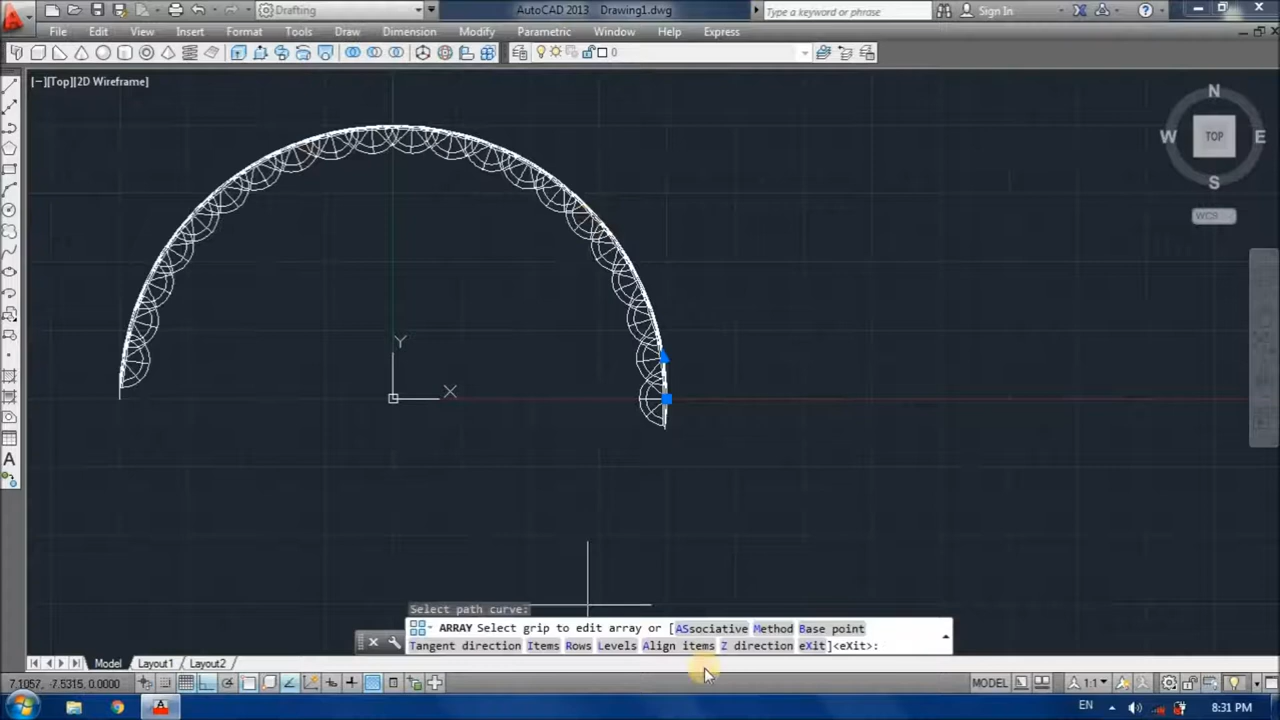 Drafting
AutoCAD 2013 Drawing1.dwg
Type a keyword or phrase
Sign In
File Edit View Insert Format Tools Draw Dimension Modify Parametric Window Help Express
0
[−][Top][2D Wireframe]
N
W TOP E
S
WCS
Y
X
Select path curve:
ARRAY Select grip to edit array or [ASsociative Method Base point
Tangent direction Items Rows Levels Align items Z direction eXit]<eXit>:
Model Layout1 Layout2
7.1057, -7.5315, 0.0000
MODEL
1:1
A
EN
8:31 PM